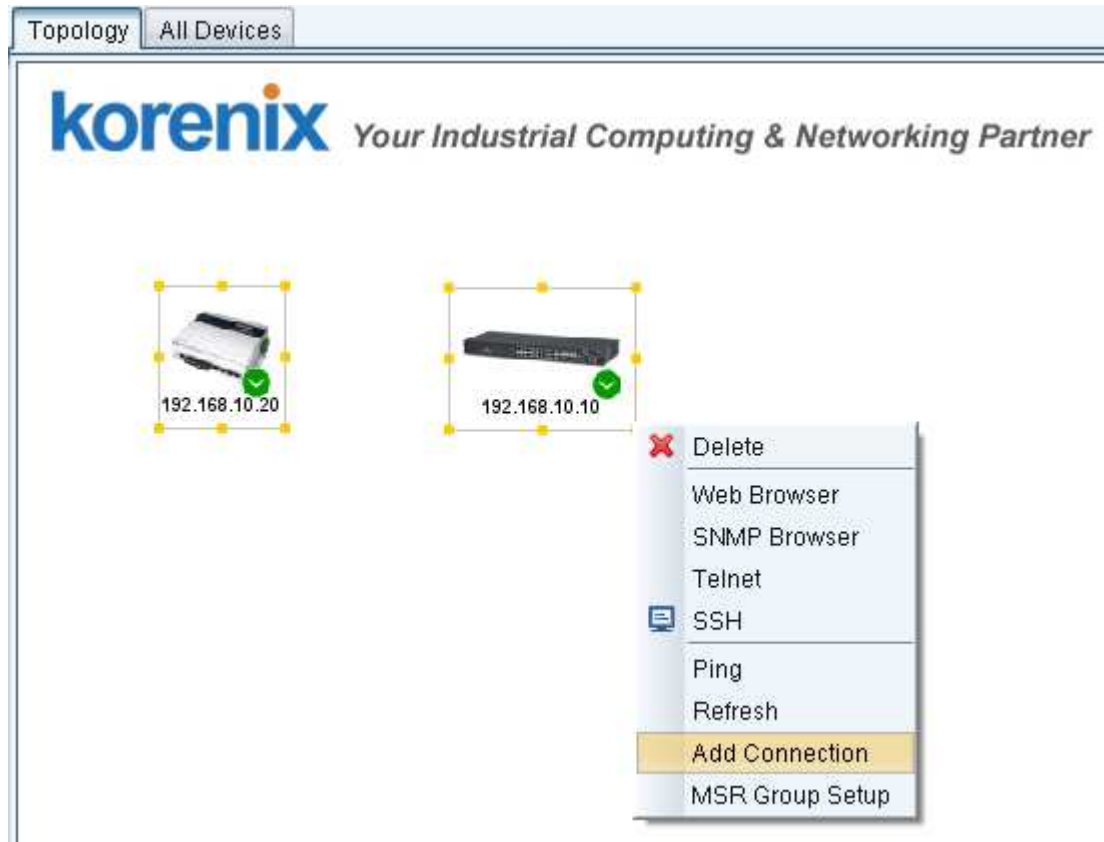 Topology All Devices
korenix Your Industrial Computing & Networking Partner
192.168.10.20 192.168.10.10
Delete
Web Browser
SNMP Browser
Telnet
SSH
Ping
Refresh
Add Connection
MSR Group Setup